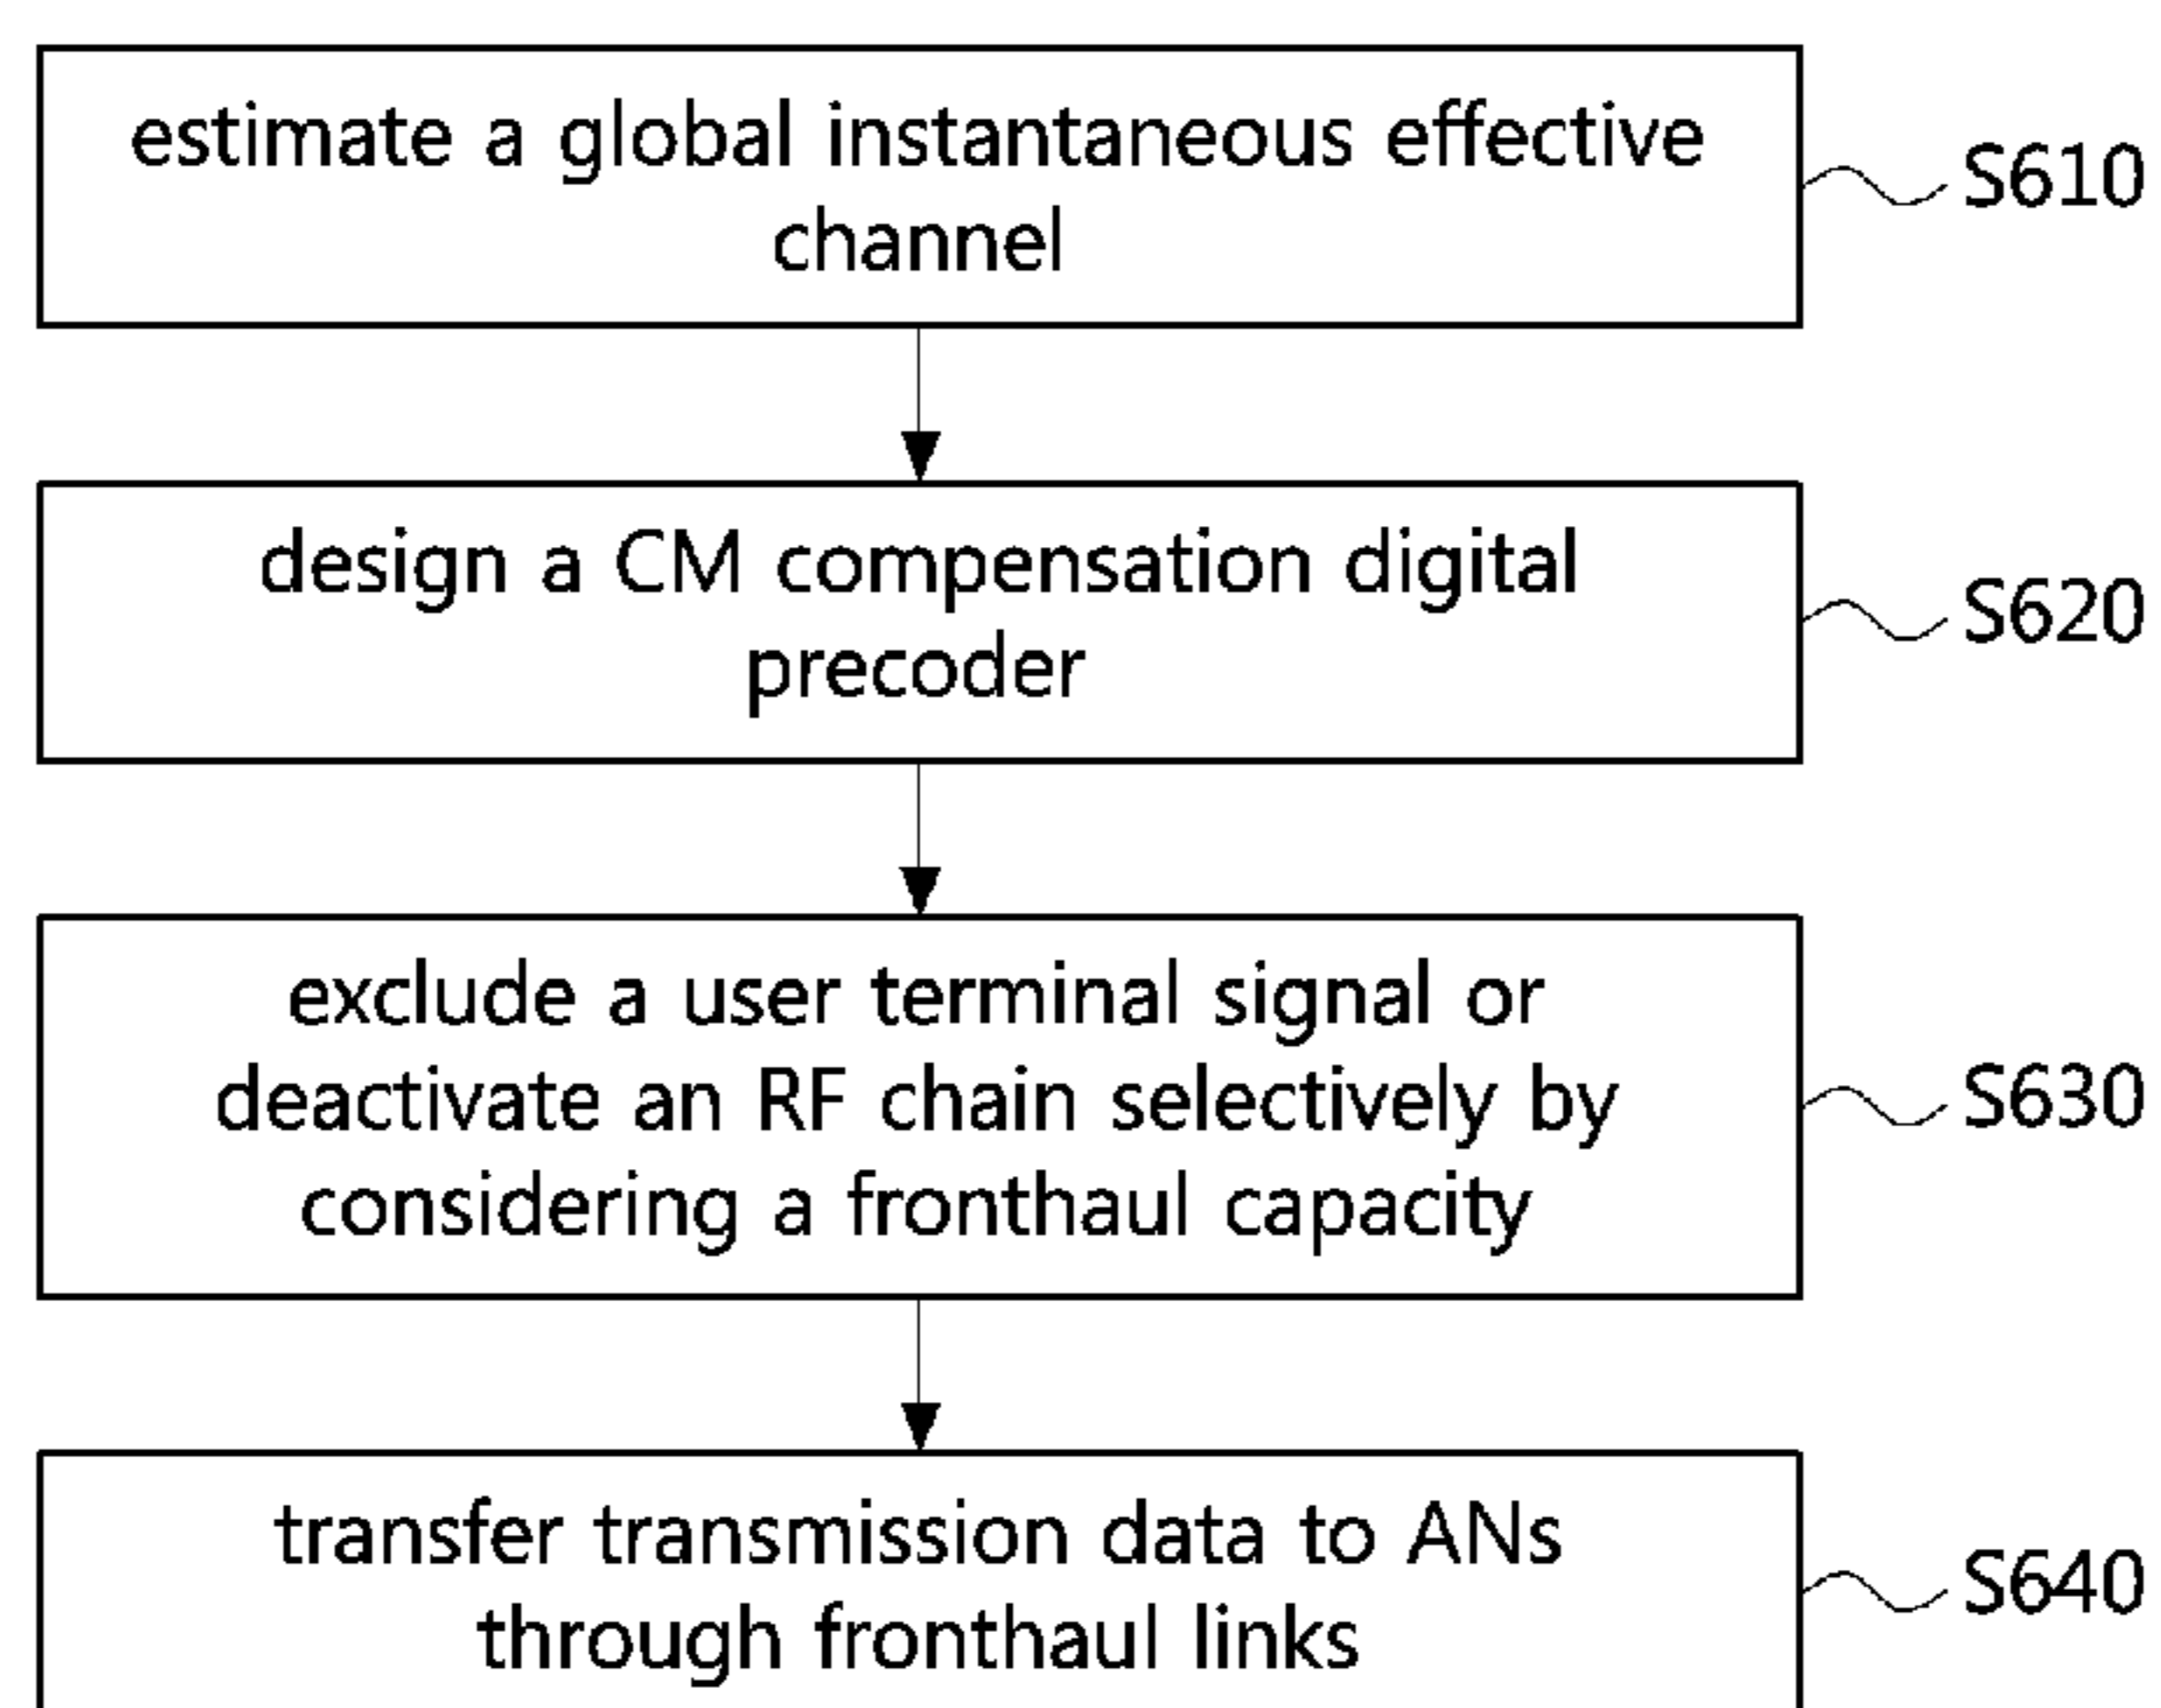 estimate a global instantaneous effective
channel
S610
design a CM compensation digital
precoder
S620
exclude a user terminal signal or
deactivate an RF chain selectively by
considering a fronthaul capacity
S630
transfer transmission data to ANs
through fronthaul links
S640